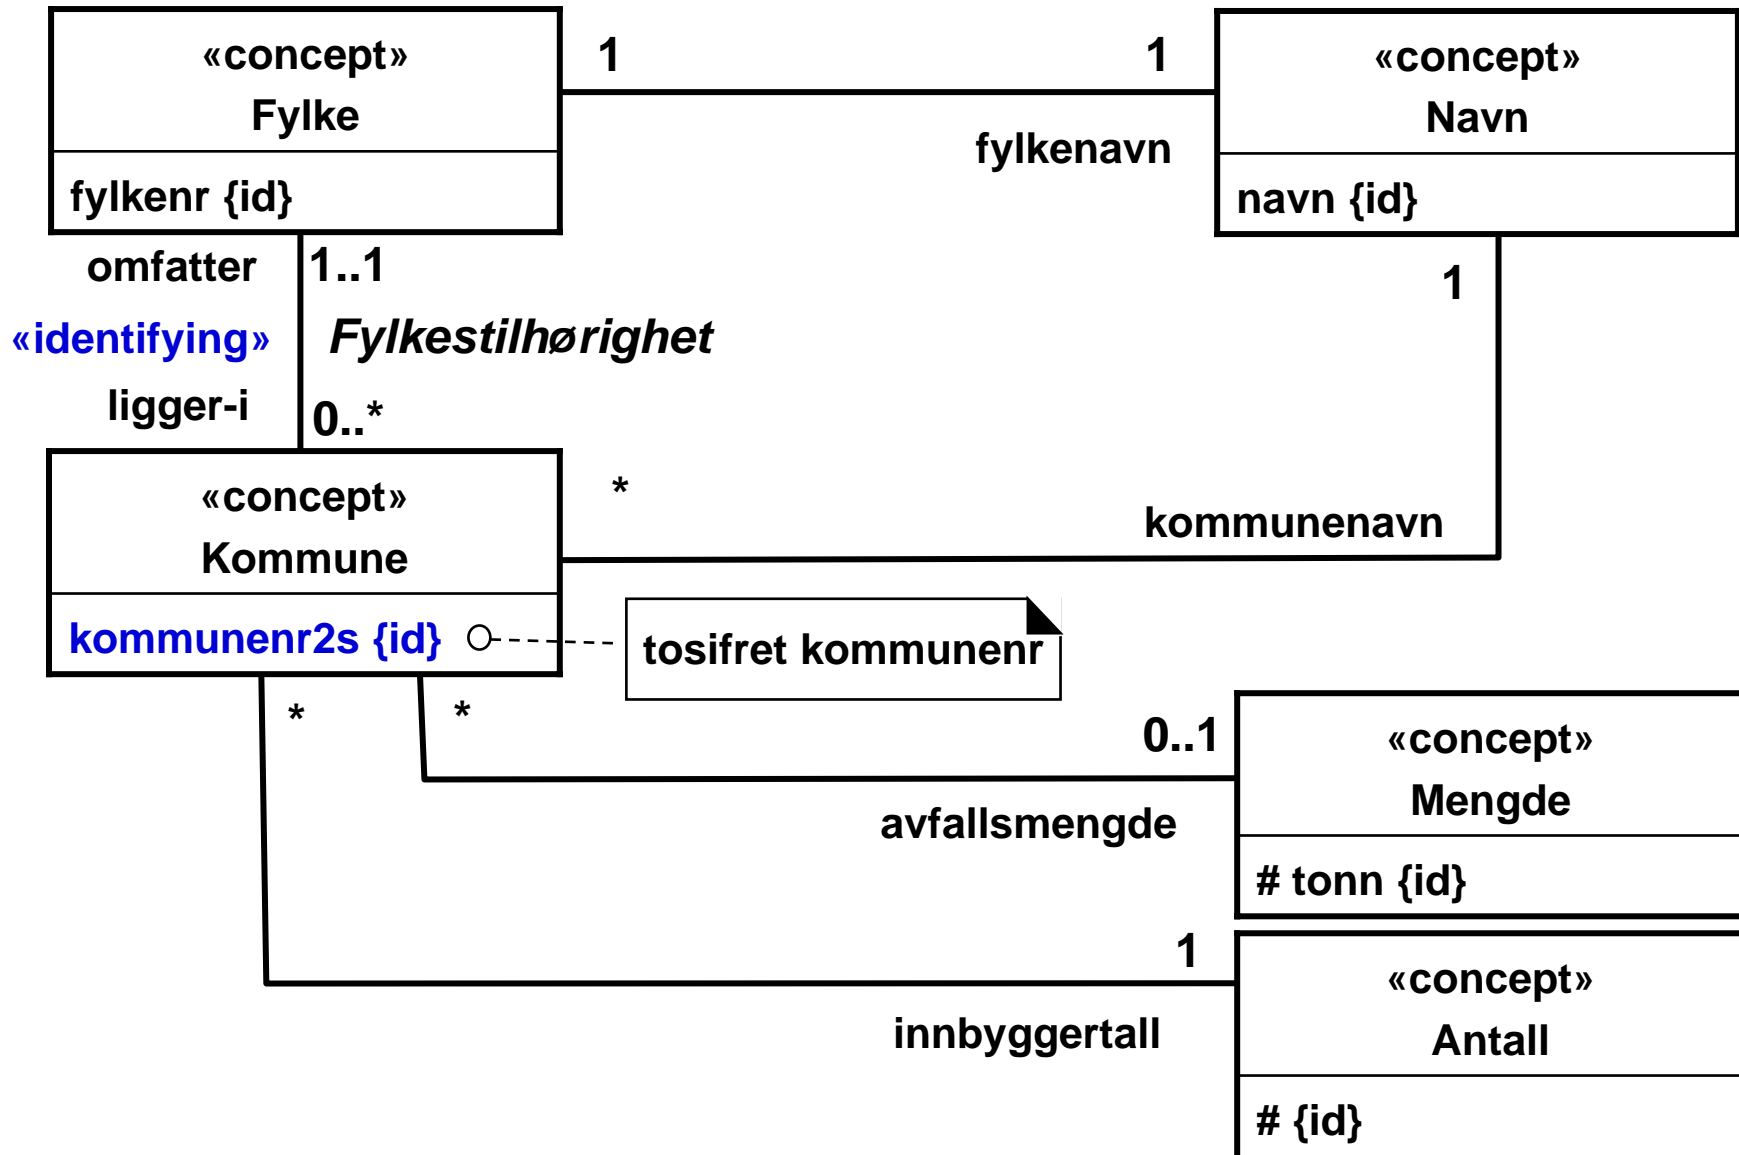 «concept»
Fylke
fylkenr {id}
1
1
fylkenavn
«concept»
Navn
navn {id}
omfatter
1..1
«identifying»
Fylkestilhørighet
ligger-i
0..*
1
«concept»
Kommune
kommunenr2s {id}
*
kommunenavn
tosifret kommunenr
*
*
0..1
avfallsmengde
«concept»
Mengde
# tonn {id}
1
innbyggertall
«concept»
Antall
# {id}